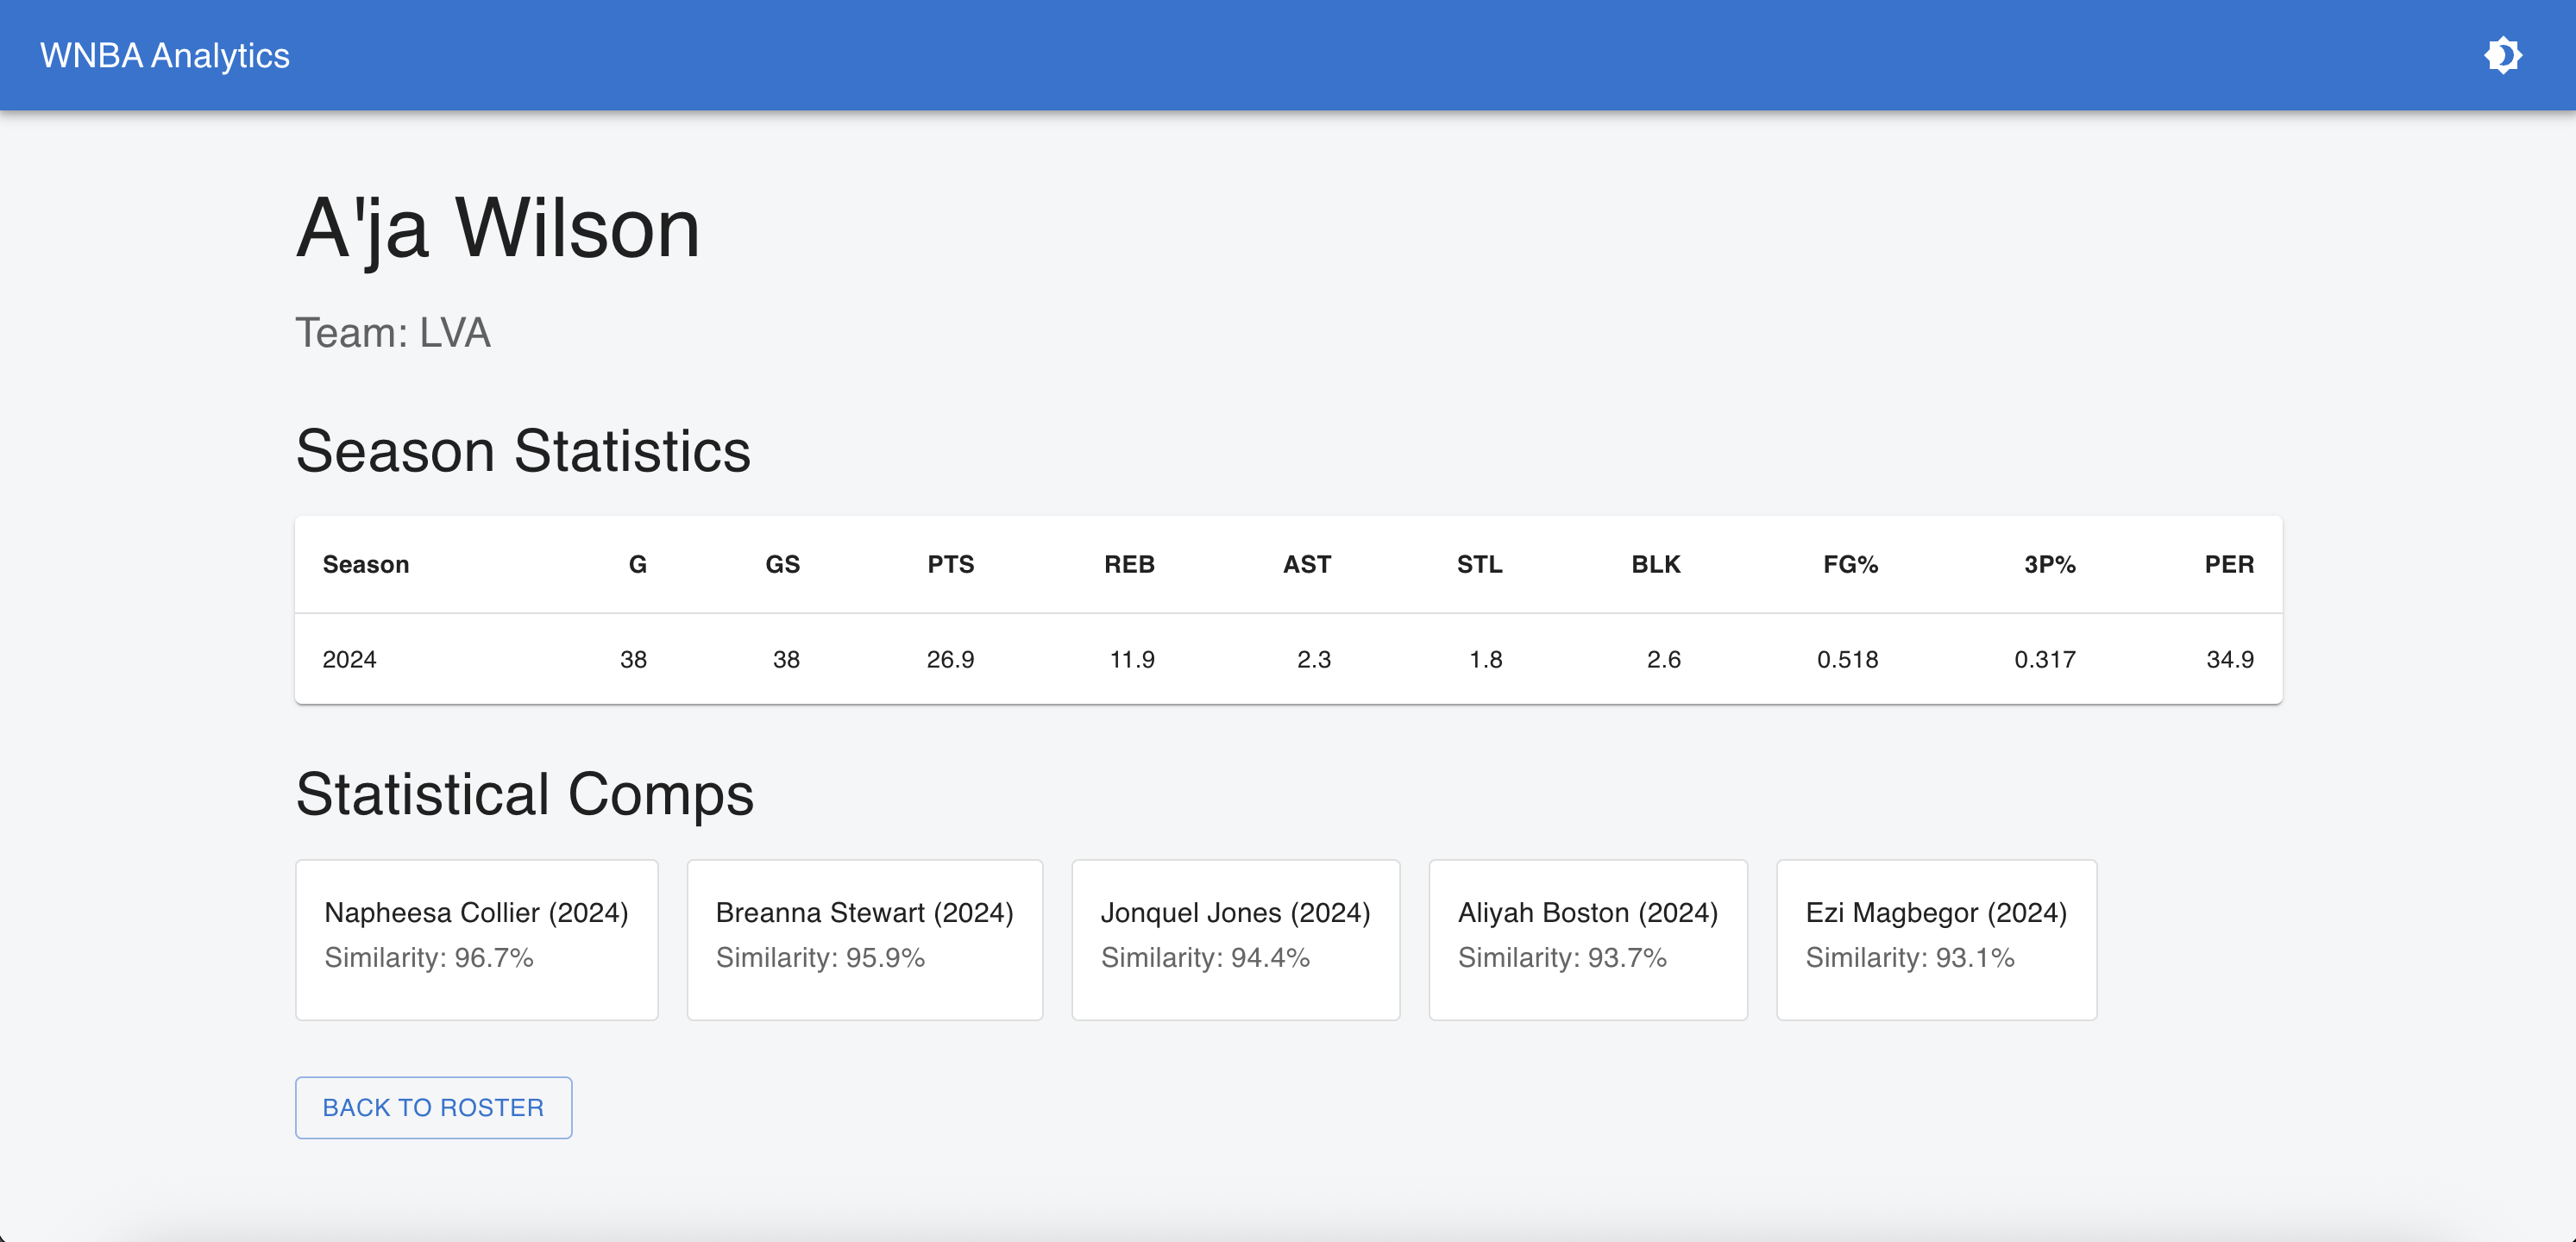 WNBA Analytics
A'ja Wilson
Team: LVA
Season Statistics
Season G GS PTS REB AST STL BLK FG% 3P% PER
2024 38 38 26.9 11.9 2.3 1.8 2.6 0.518 0.317 34.9
Statistical Comps
Napheesa Collier (2024)
Similarity: 96.7%
Breanna Stewart (2024)
Similarity: 95.9%
Jonquel Jones (2024)
Similarity: 94.4%
Aliyah Boston (2024)
Similarity: 93.7%
Ezi Magbegor (2024)
Similarity: 93.1%
BACK TO ROSTER